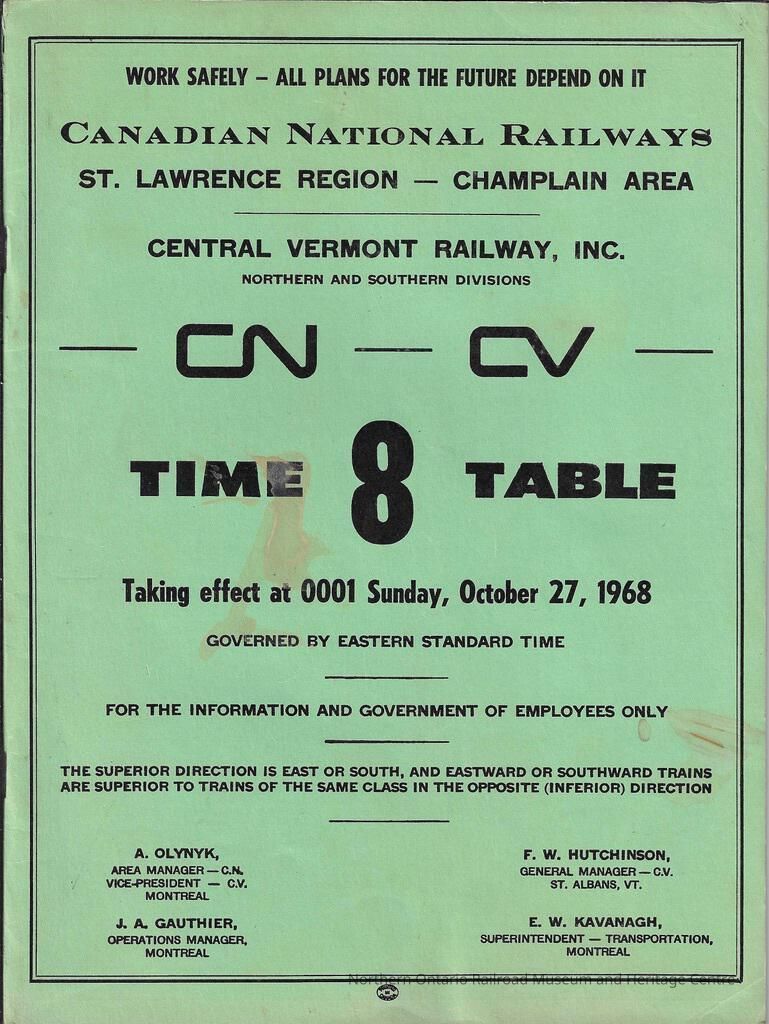 WORK SAFELY – ALL PLANS FOR THE FUTURE DEPEND ON IT
CANADIAN NATIONAL RAILWAYS
ST. LAWRENCE REGION — CHAMPLAIN AREA
CENTRAL VERMONT RAILWAY, INC.
NORTHERN AND SOUTHERN DIVISIONS
— CN — CV —
TIME 8 TABLE
Taking effect at 0001 Sunday, October 27, 1968
GOVERNED BY EASTERN STANDARD TIME
FOR THE INFORMATION AND GOVERNMENT OF EMPLOYEES ONLY
THE SUPERIOR DIRECTION IS EAST OR SOUTH, AND EASTWARD OR SOUTHWARD TRAINS
ARE SUPERIOR TO TRAINS OF THE SAME CLASS IN THE OPPOSITE (INFERIOR) DIRECTION
A. OLYNYK,
AREA MANAGER — C.N.
VICE-PRESIDENT — C.V.
MONTREAL
J. A. GAUTHIER,
OPERATIONS MANAGER,
MONTREAL
F. W. HUTCHINSON,
GENERAL MANAGER — C.V.
ST. ALBANS, VT.
E. W. KAVANAGH,
SUPERINTENDENT — TRANSPORTATION,
MONTREAL
Northern Ontario Railroad Museum and Heritage Centre